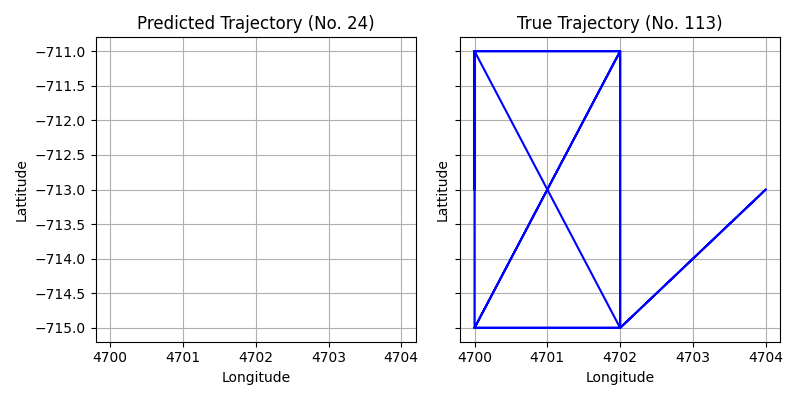 Predicted Trajectory (No. 24)
True Trajectory (No. 113)
−711.0
−711.5
−712.0
−712.5
−713.0
−713.5
−714.0
−714.5
−715.0
Lattitude
Lattitude
4700 4701 4702 4703 4704
4700 4701 4702 4703 4704
Longitude
Longitude